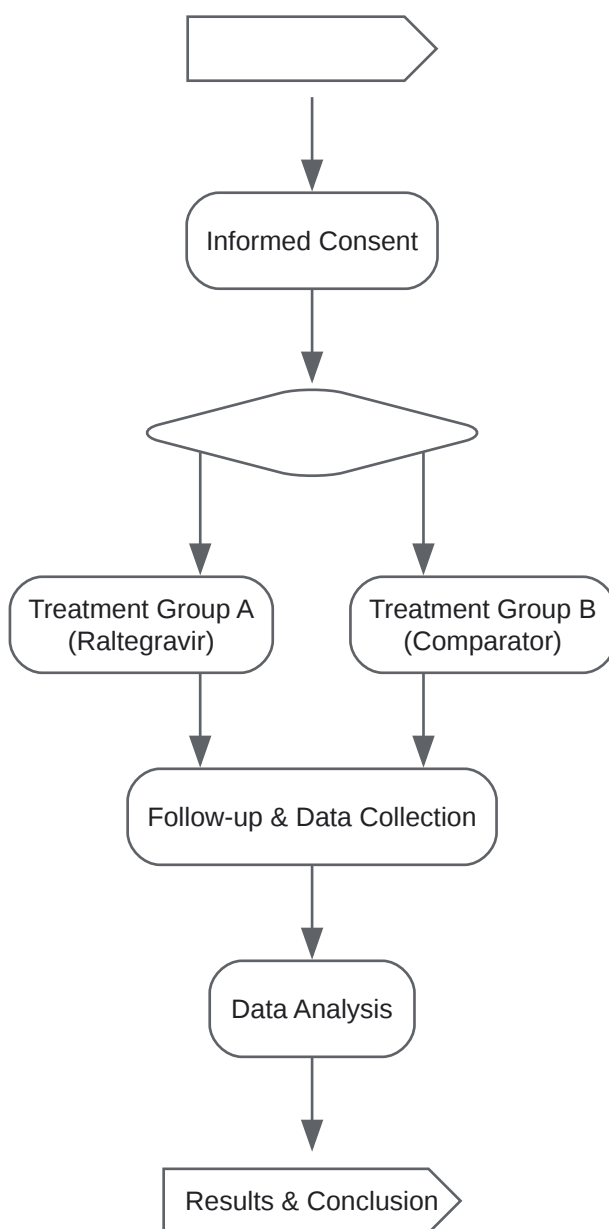 Informed Consent
Treatment Group A
(Raltegravir)
Treatment Group B
(Comparator)
Follow-up & Data Collection
Data Analysis
Results & Conclusion